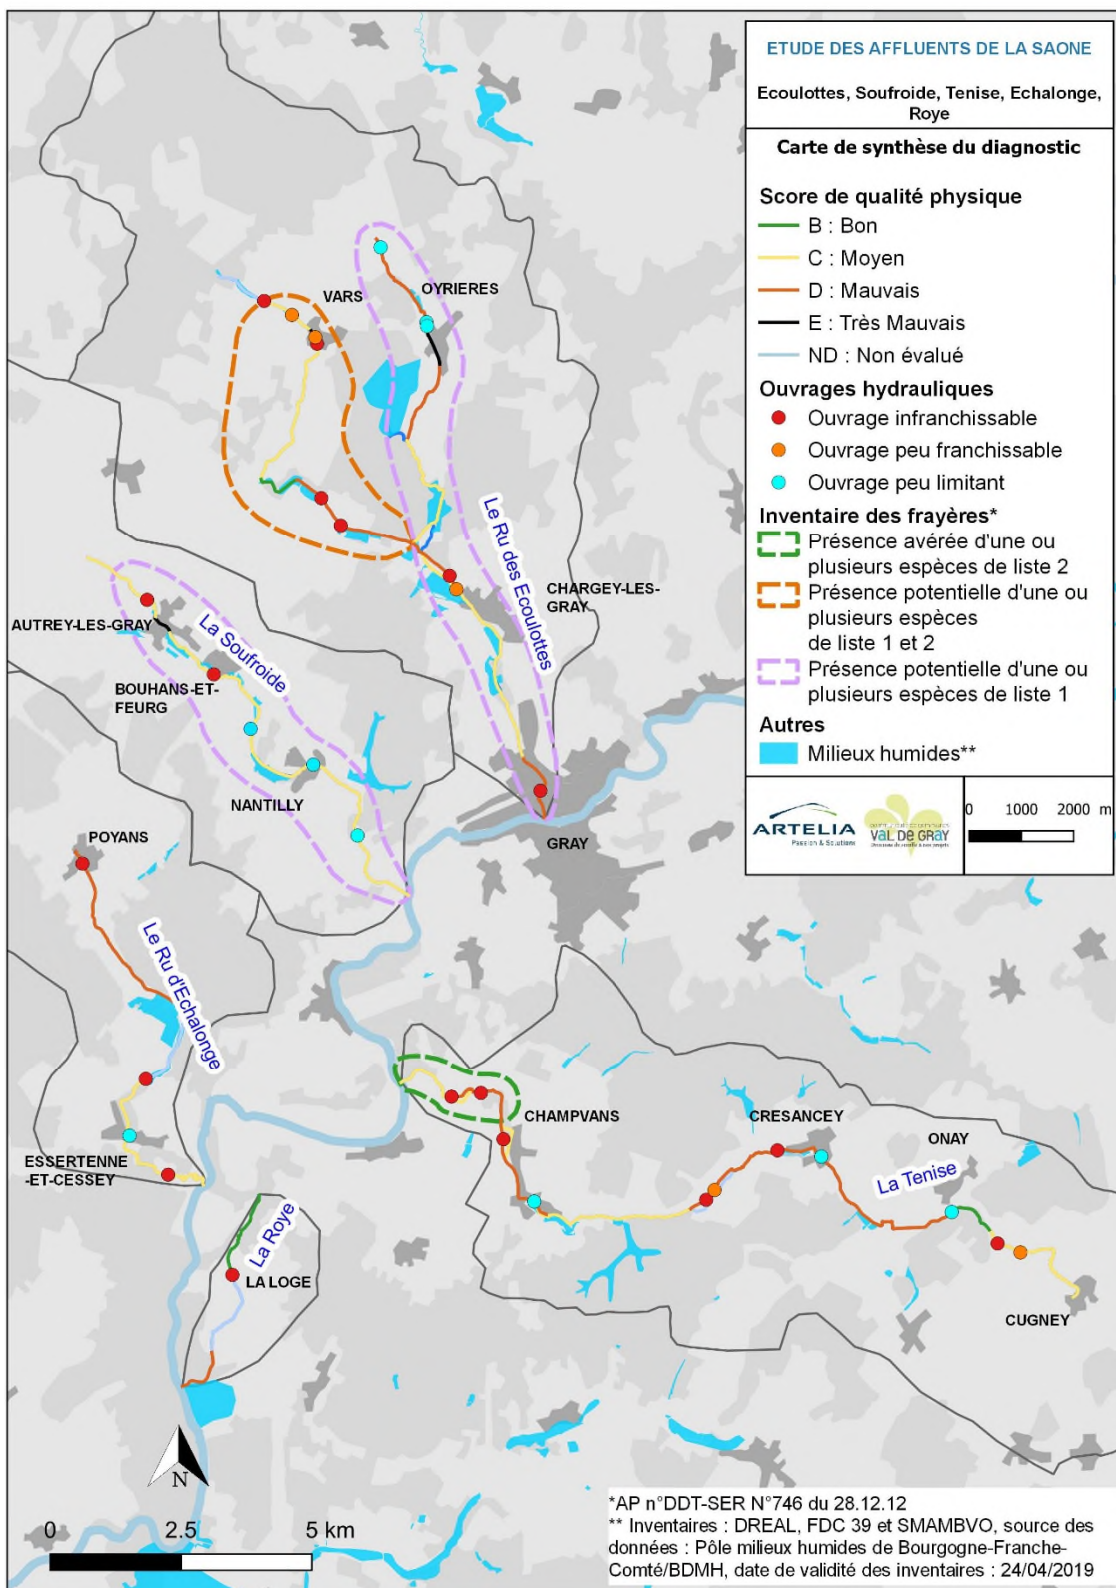 ETUDE DES AFFLUENTS DE LA SAONE
Ecoulottes, Soufroide, Tenise, Echalonge,
Roye
Carte de synthèse du diagnostic
Score de qualité physique
B : Bon
C : Moyen
D : Mauvais
E : Très Mauvais
ND : Non évalué
Ouvrages hydrauliques
Ouvrage infranchissable
Ouvrage peu franchissable
Ouvrage peu limitant
Inventaire des frayères*
Présence avérée d'une ou
plusieurs espèces de liste 2
Présence potentielle d'une ou
plusieurs espèces
de liste 1 et 2
Présence potentielle d'une ou
plusieurs espèces de liste 1
Autres
Milieux humides**
ARTELIA
Passion & Solutions
VAL DE GRAY
0 1000 2000 m
VARS
OYRIERES
Le Ru des Ecoulottes
CHARGEY-LES-
GRAY
AUTREY-LES-GRAY
La Soufroide
BOUHANS-ET-
FEURG
NANTILLY
GRAY
POYANS
Le Ru d'Echalonge
ESSERTENNE
-ET-CESSEY
CHAMPVANS
CRESANCEY
ONAY
La Tenise
CUGNEY
La Roye
LA LOGE
N
0 2.5 5 km
*AP n°DDT-SER N°746 du 28.12.12
** Inventaires : DREAL, FDC 39 et SMAMBVO, source des
données : Pôle milieux humides de Bourgogne-Franche-
Comté/BDMH, date de validité des inventaires : 24/04/2019